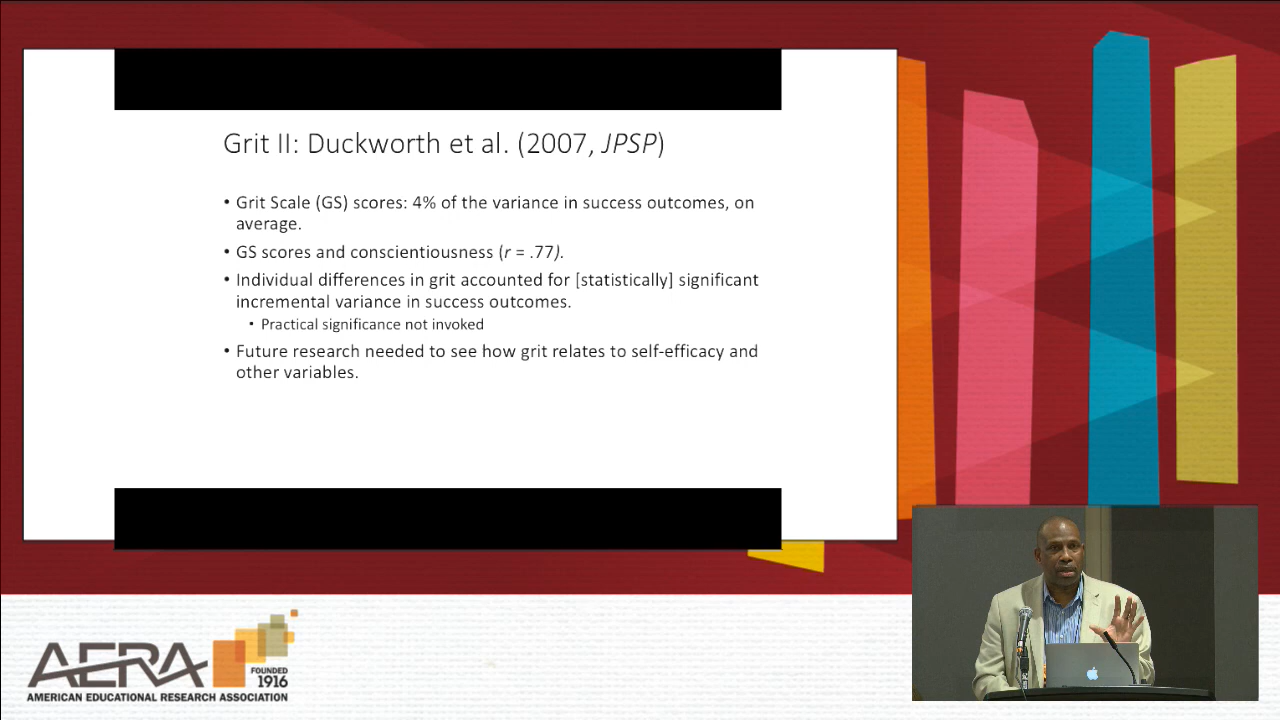 Grit II: Duckworth et al. (2007, JPSP)
• Grit Scale (GS) scores: 4% of the variance in success outcomes, on
average.
• GS scores and conscientiousness (r = .77).
• Individual differences in grit accounted for [statistically] significant
incremental variance in success outcomes.
• Practical significance not invoked
• Future research needed to see how grit relates to self-efficacy and
other variables.
AERA
FOUNDED
1916
AMERICAN EDUCATIONAL RESEARCH ASSOCIATION